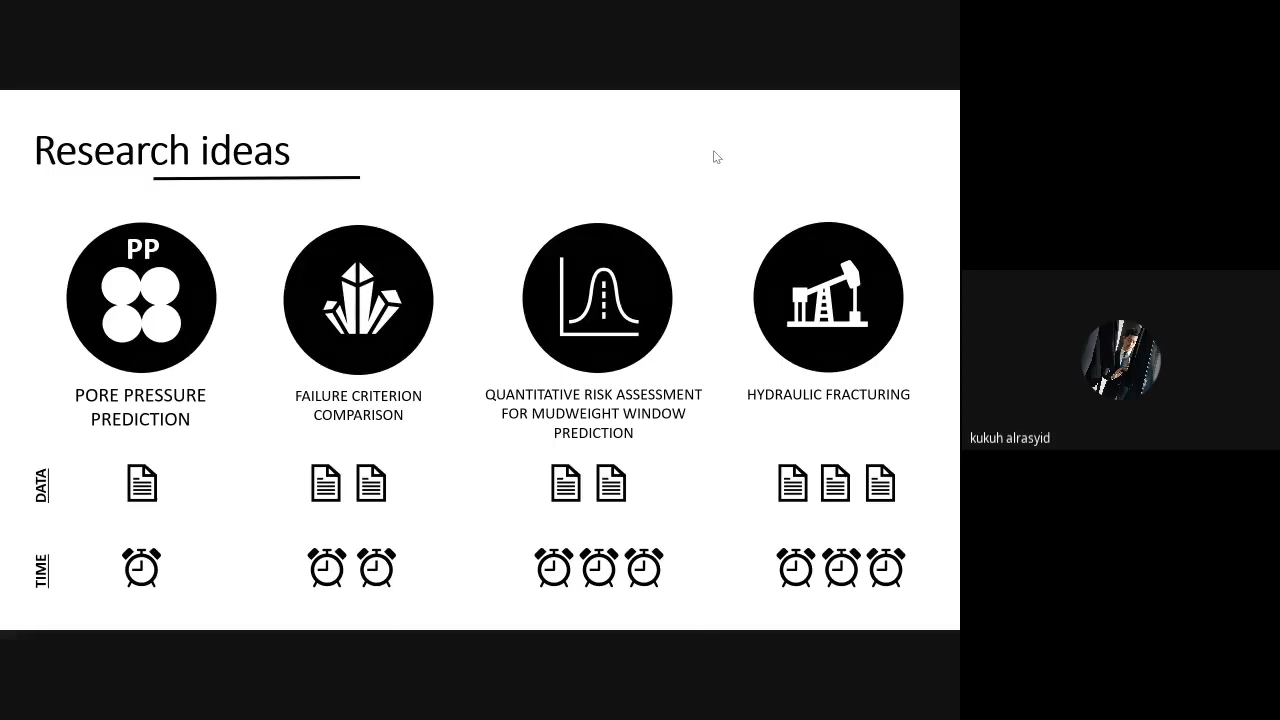 Research ideas
PP
PORE PRESSURE
PREDICTION
FAILURE CRITERION
COMPARISON
QUANTITATIVE RISK ASSESSMENT
FOR MUDWEIGHT WINDOW
PREDICTION
HYDRAULIC FRACTURING
DATA
TIME
kukuh alrasyid